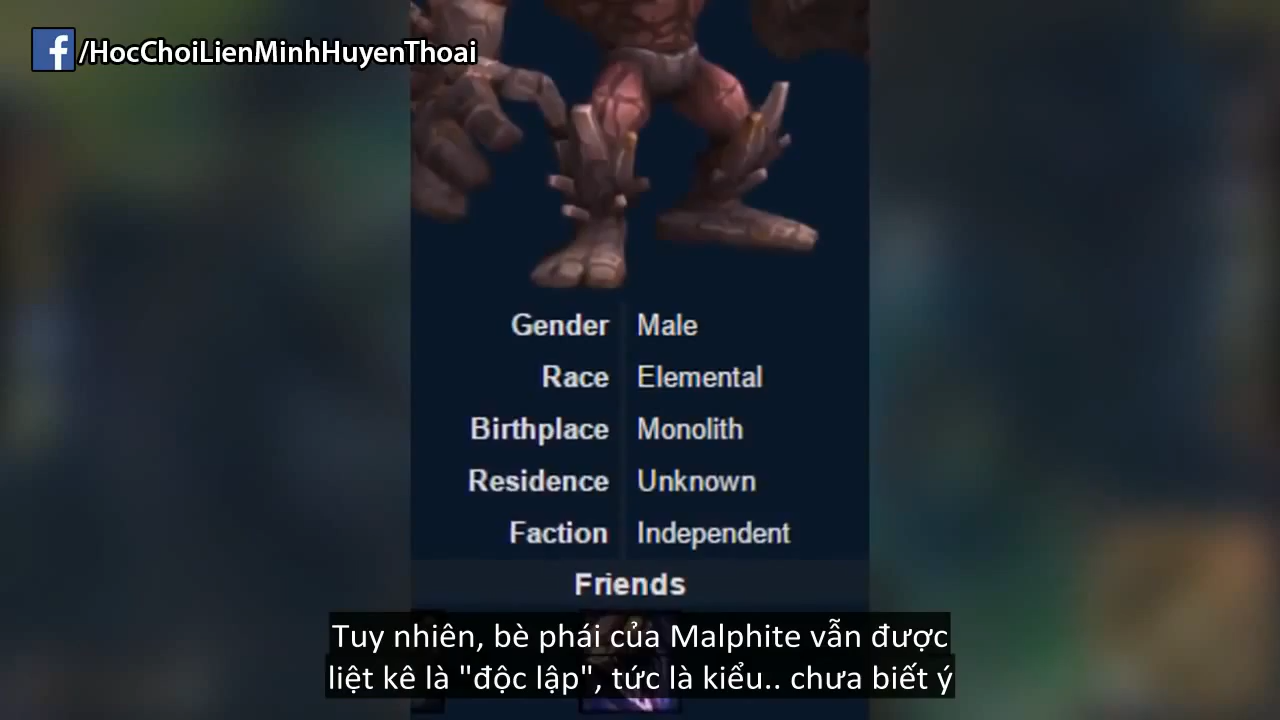 /HocChoiLienMinhHuyenThoai
Gender Male
Race Elemental
Birthplace Monolith
Residence Unknown
Faction Independent
Friends
Tuy nhiên, bè phái của Malphite vẫn được
liệt kê là "độc lập", tức là kiểu.. chưa biết ý